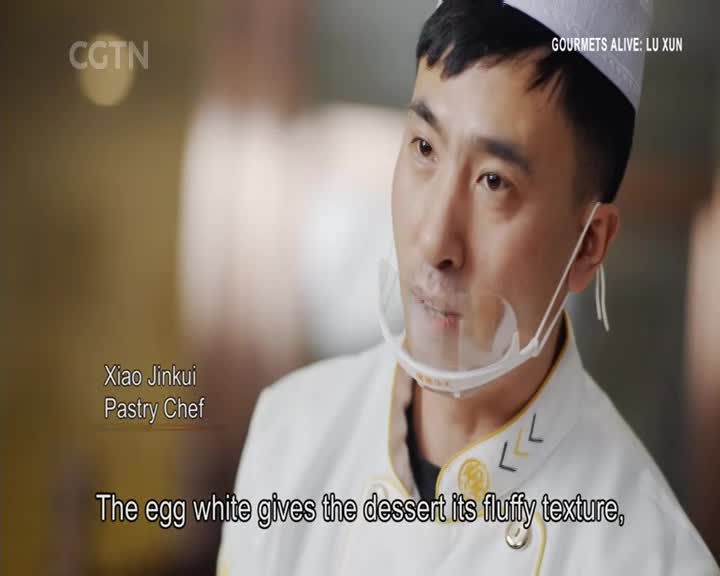 CGTN
GOURMETS ALIVE: LU XUN
Xiao Jinkui
Pastry Chef
The egg white gives the dessert its fluffy texture,